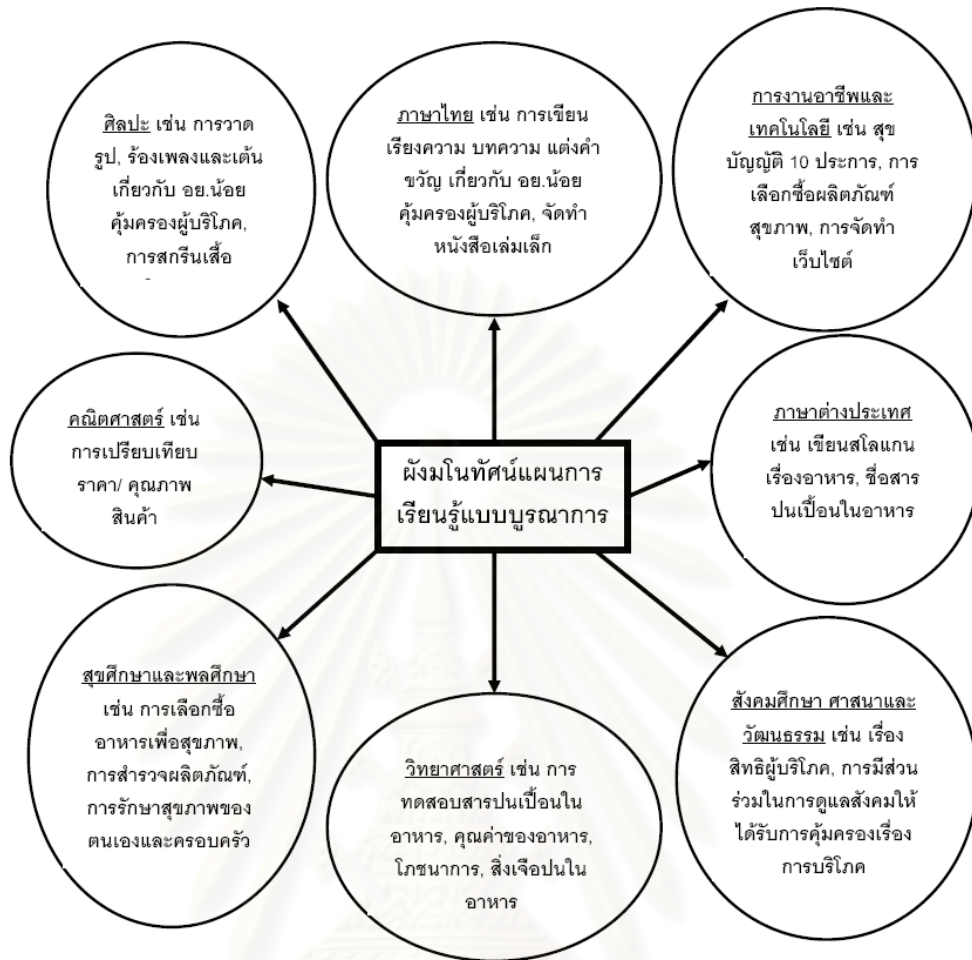 ศิลปะ เช่น การวาด
รูป, ร้องเพลงและเต้น
เกี่ยวกับ อย.น้อย
คุ้มครองผู้บริโภค,
การสกรีนเสื้อ
ภาษาไทย เช่น การเขียน
เรียงความ บทความ แต่งคำ
ขวัญ เกี่ยวกับ อย.น้อย
คุ้มครองผู้บริโภค, จัดทำ
หนังสือเล่มเล็ก
การงานอาชีพและ
เทคโนโลยี เช่น สุข
บัญญัติ 10 ประการ, การ
เลือกซื้อผลิตภัณฑ์
สุขภาพ, การจัดทำ
เว็บไซต์
คณิตศาสตร์ เช่น
การเปรียบเทียบ
ราคา/ คุณภาพ
สินค้า
ผังมโนทัศน์แผนการ
เรียนรู้แบบบูรณาการ
ภาษาต่างประเทศ
เช่น เขียนสโลแกน
เรื่องอาหาร, ชื่อสาร
ปนเปื้อนในอาหาร
สุขศึกษาและพลศึกษา
เช่น การเลือกซื้อ
อาหารเพื่อสุขภาพ,
การสำรวจผลิตภัณฑ์,
การรักษาสุขภาพของ
ตนเองและครอบครัว
วิทยาศาสตร์ เช่น การ
ทดสอบสารปนเปื้อนใน
อาหาร, คุณค่าของอาหาร,
โภชนาการ, สิ่งเจือปนใน
อาหาร
สังคมศึกษา ศาสนาและ
วัฒนธรรม เช่น เรื่อง
สิทธิผู้บริโภค, การมีส่วน
ร่วมในการดูแลสังคมให้
ได้รับการคุ้มครองเรื่อง
การบริโภค